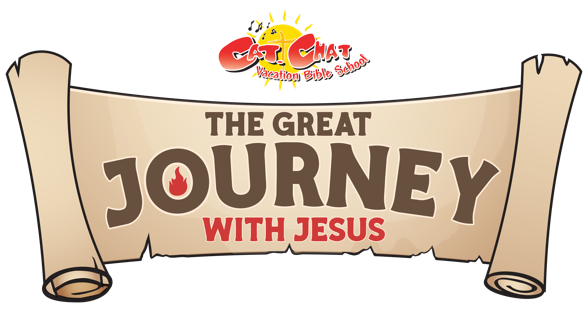 CAT. CHAT
Vacation Bible School
THE GREAT
JOURNEY
WITH JESUS